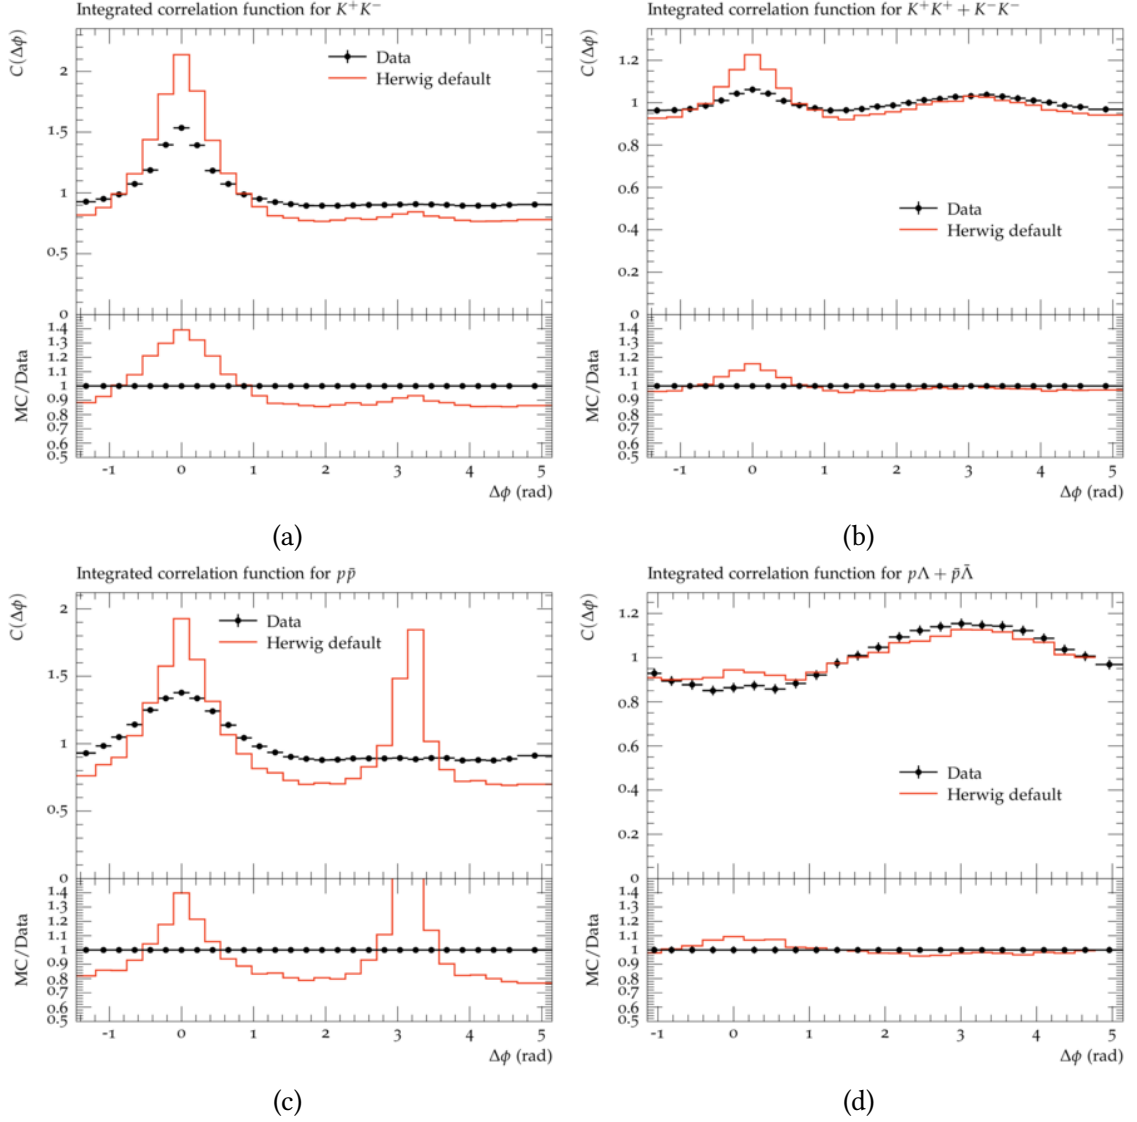 Integrated correlation function for K⁺K⁻
C(Δϕ)
Data
Herwig default
2
1.5
1
0.5
0
MC/Data
1.4
1.3
1.2
1.1
1
0.9
0.8
0.7
0.6
0.5
-1 0 1 2 3 4 5
Δϕ (rad)
(a)
Integrated correlation function for K⁺K⁺ + K⁻K⁻
C(Δϕ)
1.2
1
0.8
0.6
0.4
0.2
0
Data
Herwig default
MC/Data
1.4
1.3
1.2
1.1
1
0.9
0.8
0.7
0.6
0.5
-1 0 1 2 3 4 5
Δϕ (rad)
(b)
Integrated correlation function for pp̄
C(Δϕ)
Data
Herwig default
2
1.5
1
0.5
0
MC/Data
1.4
1.3
1.2
1.1
1
0.9
0.8
0.7
0.6
0.5
-1 0 1 2 3 4 5
Δϕ (rad)
(c)
Integrated correlation function for pΛ + p̄Λ̄
C(Δϕ)
1.2
1
0.8
0.6
0.4
0.2
0
Data
Herwig default
MC/Data
1.4
1.3
1.2
1.1
1
0.9
0.8
0.7
0.6
0.5
-1 0 1 2 3 4 5
Δϕ (rad)
(d)